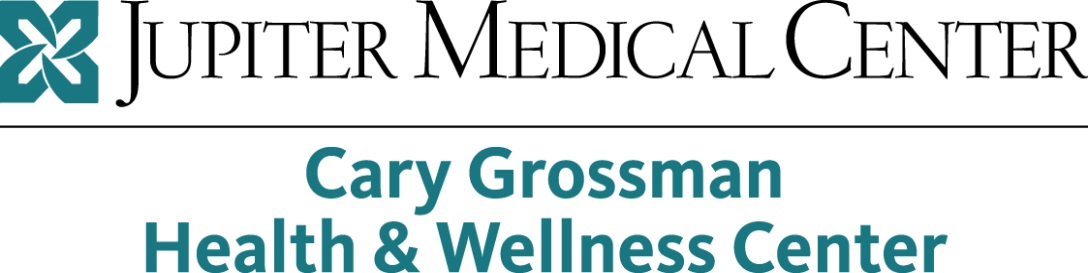 JUPITER MEDICAL CENTER
Cary Grossman
Health & Wellness Center